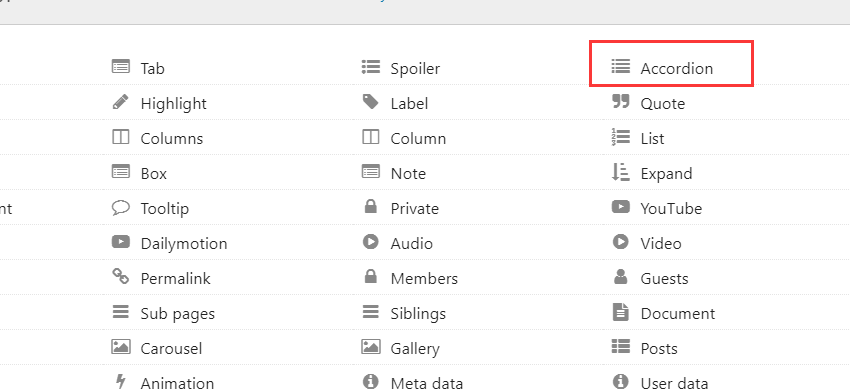 Tab Spoiler Accordion
Highlight Label Quote
Columns Column List
Box Note Expand
nt Tooltip Private YouTube
Dailymotion Audio Video
Permalink Members Guests
Sub pages Siblings Document
Carousel Gallery Posts
Animation Meta data User data